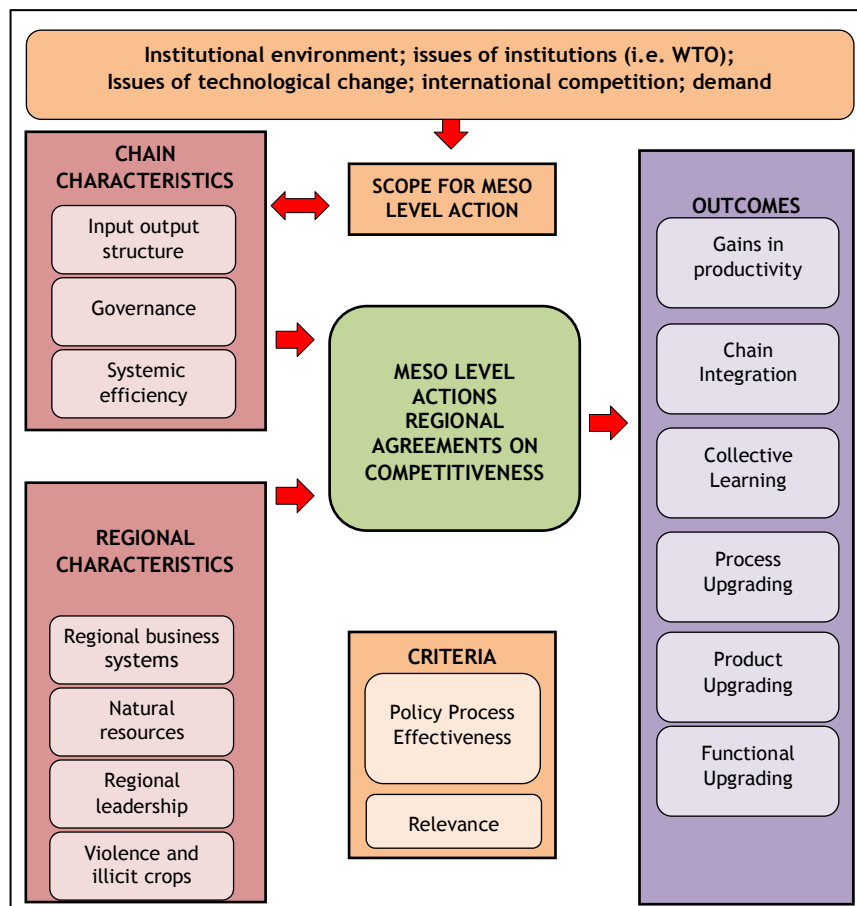 Institutional environment; issues of institutions (i.e. WTO);
Issues of technological change; international competition; demand
CHAIN
CHARACTERISTICS
Input output
structure
Governance
Systemic
efficiency
SCOPE FOR MESO
LEVEL ACTION
MESO LEVEL
ACTIONS
REGIONAL
AGREEMENTS ON
COMPETITIVENESS
REGIONAL
CHARACTERISTICS
Regional business
systems
Natural
resources
Regional
leadership
Violence and
illicit crops
CRITERIA
Policy Process
Effectiveness
Relevance
OUTCOMES
Gains in
productivity
Chain
Integration
Collective
Learning
Process
Upgrading
Product
Upgrading
Functional
Upgrading